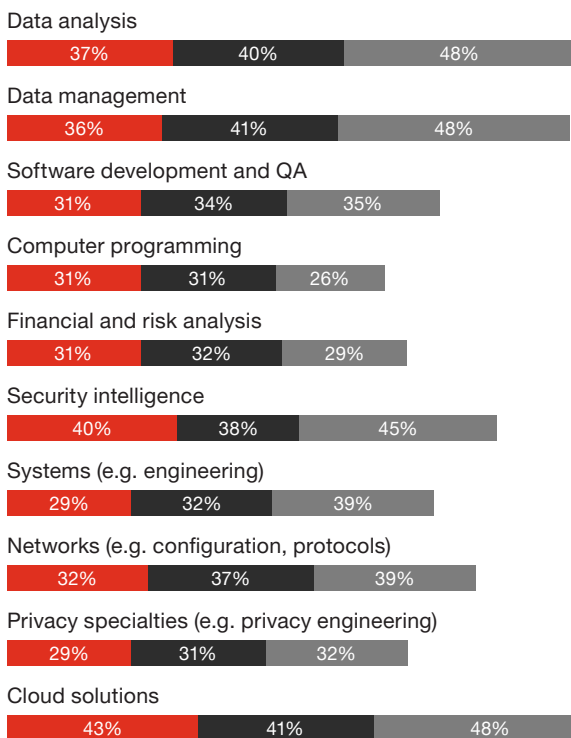 Data analysis
37% 40% 48%
Data management
36% 41% 48%
Software development and QA
31% 34% 35%
Computer programming
31% 31% 26%
Financial and risk analysis
31% 32% 29%
Security intelligence
40% 38% 45%
Systems (e.g. engineering)
29% 32% 39%
Networks (e.g. configuration, protocols)
32% 37% 39%
Privacy specialties (e.g. privacy engineering)
29% 31% 32%
Cloud solutions
43% 41% 48%